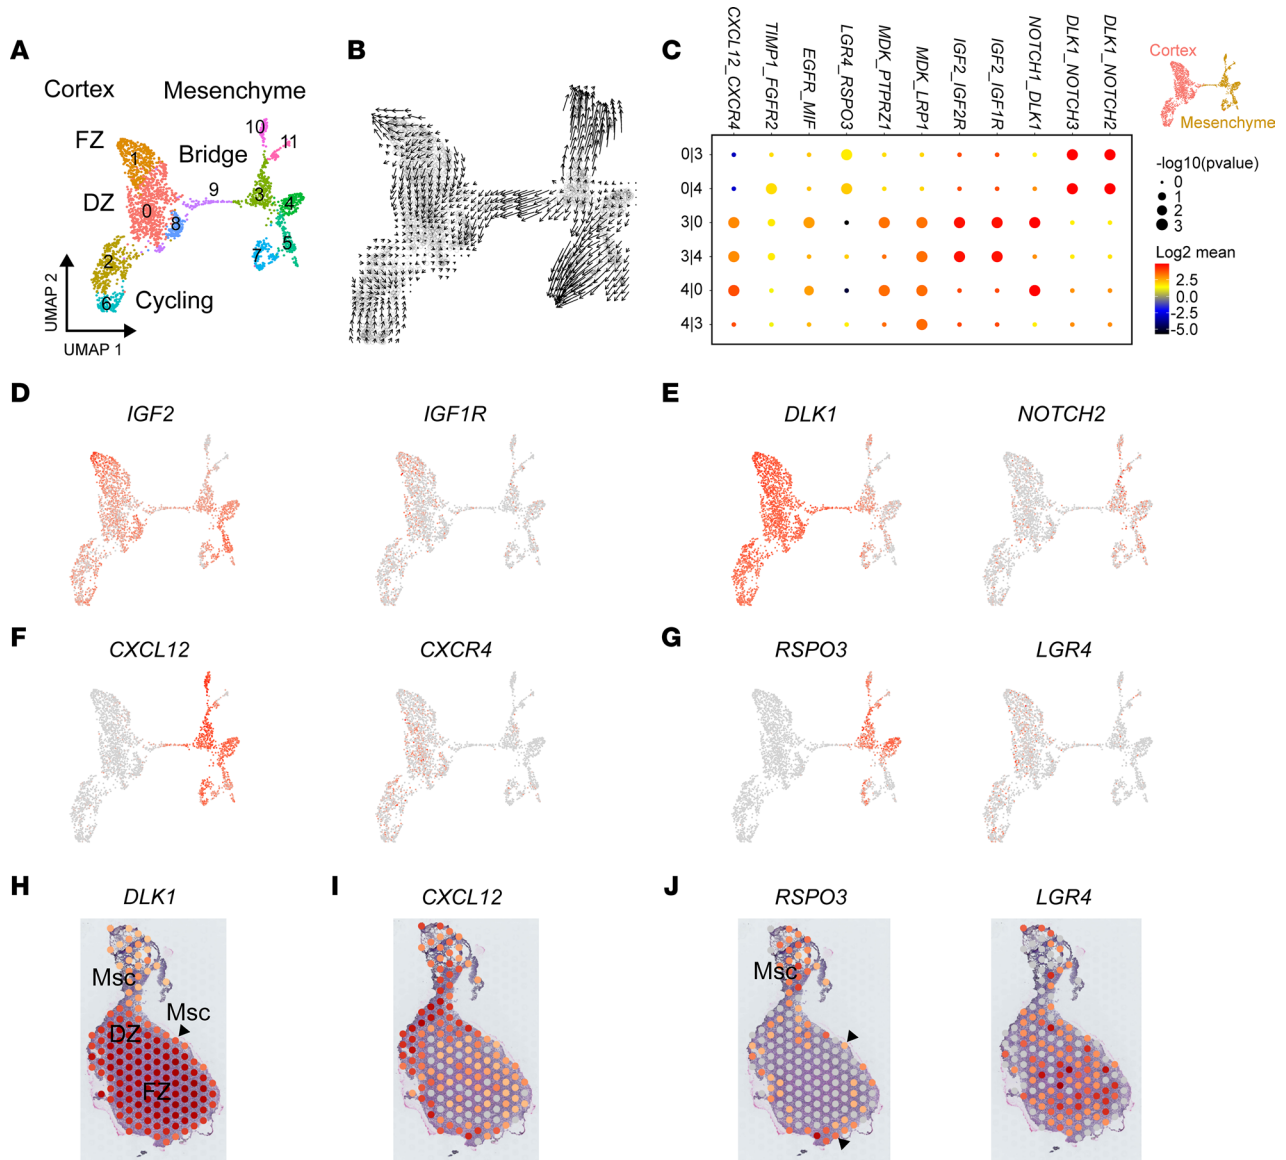 A
Cortex
Mesenchyme
FZ
DZ
Bridge
Cycling
0
1
2
3
4
5
6
7
8
9
10
11
UMAP 2
UMAP 1
B
C
CXCL12_CXCR4
TIMP1_FGFR2
EGFR_MIF
LGR4_RSPO3
MDK_PTPRZ1
MDK_LRP1
IGF2_IGF2R
IGF2_IGF1R
NOTCH1_DLK1
DLK1_NOTCH3
DLK1_NOTCH2
0|3
0|4
3|0
3|4
4|0
4|3
Cortex
Mesenchyme
-log10(pvalue)
0
1
2
3
Log2 mean
2.5
0.0
-2.5
-5.0
D
IGF2
IGF1R
E
DLK1
NOTCH2
F
CXCL12
CXCR4
G
RSPO3
LGR4
H
DLK1
Msc
Msc
DZ
FZ
I
CXCL12
J
RSPO3
Msc
LGR4